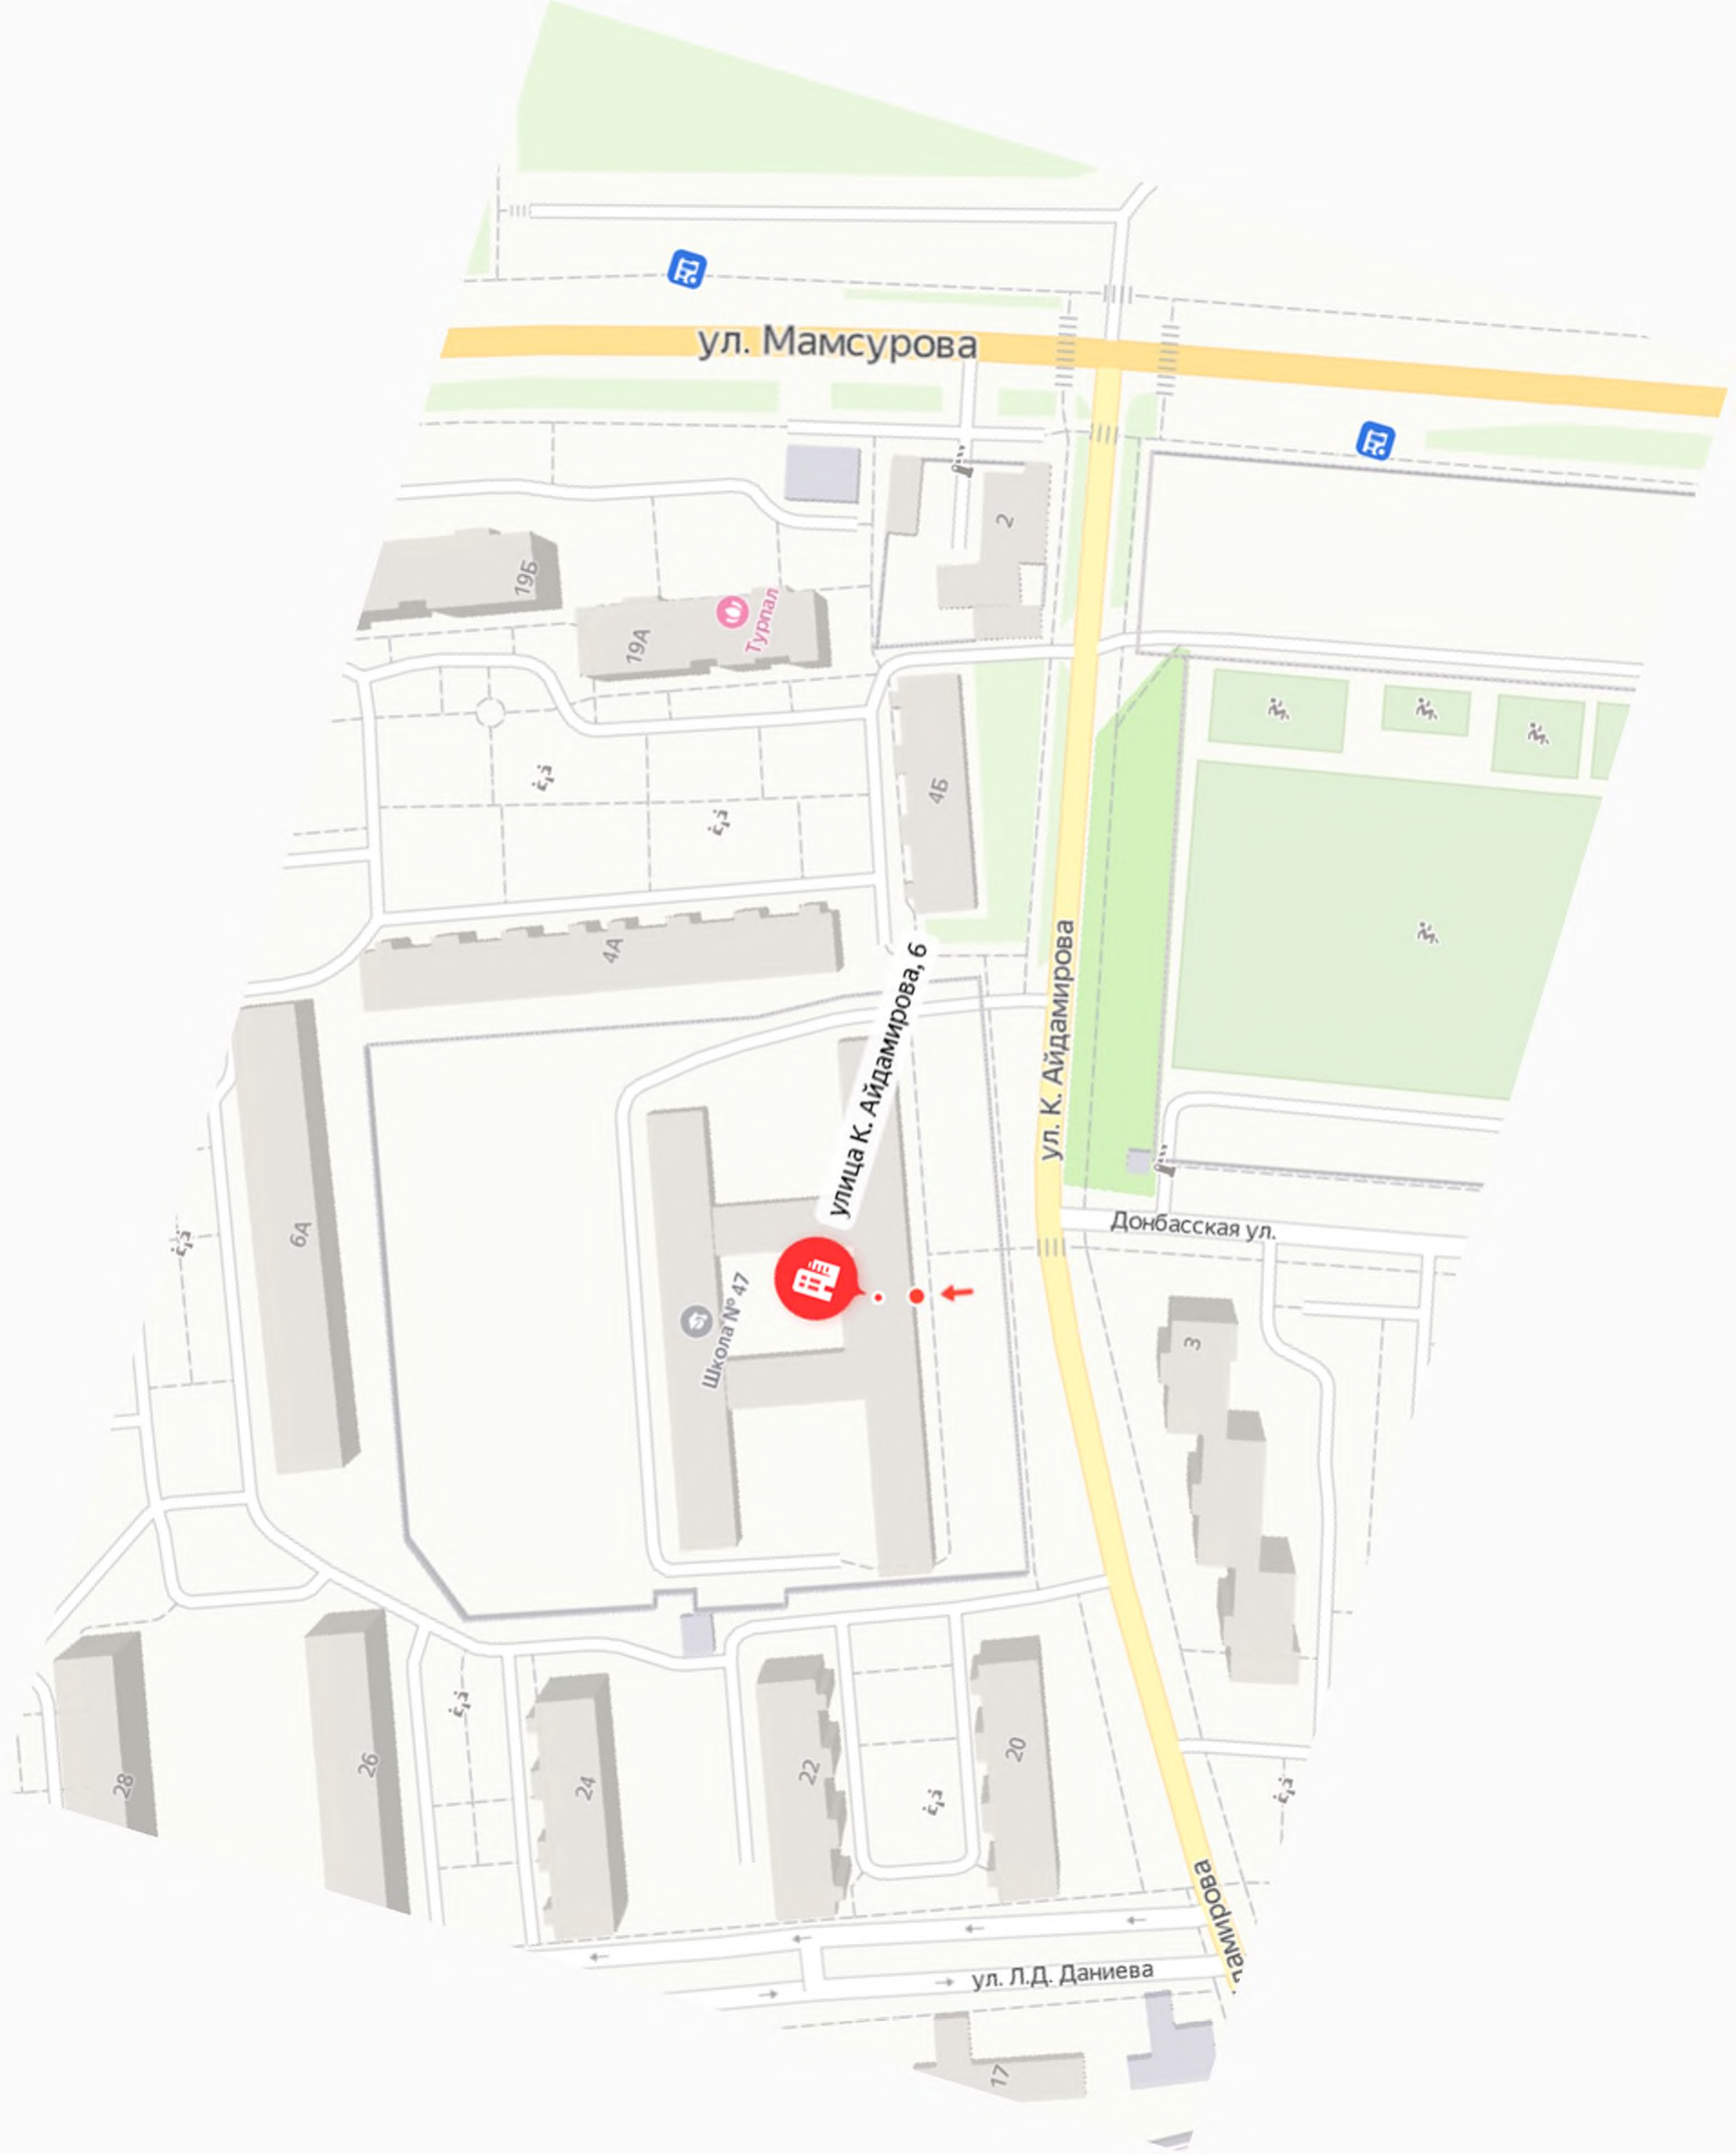 ул. Мамсурова
2
19Б
19А
Турпал
4Б
4А
улица К. Айдамирова, 6
ул. К. Айдамирова
6А
Донбасская ул.
Школа № 47
3
28
26
24
22
20
ул. Л.Д. Даниева
17